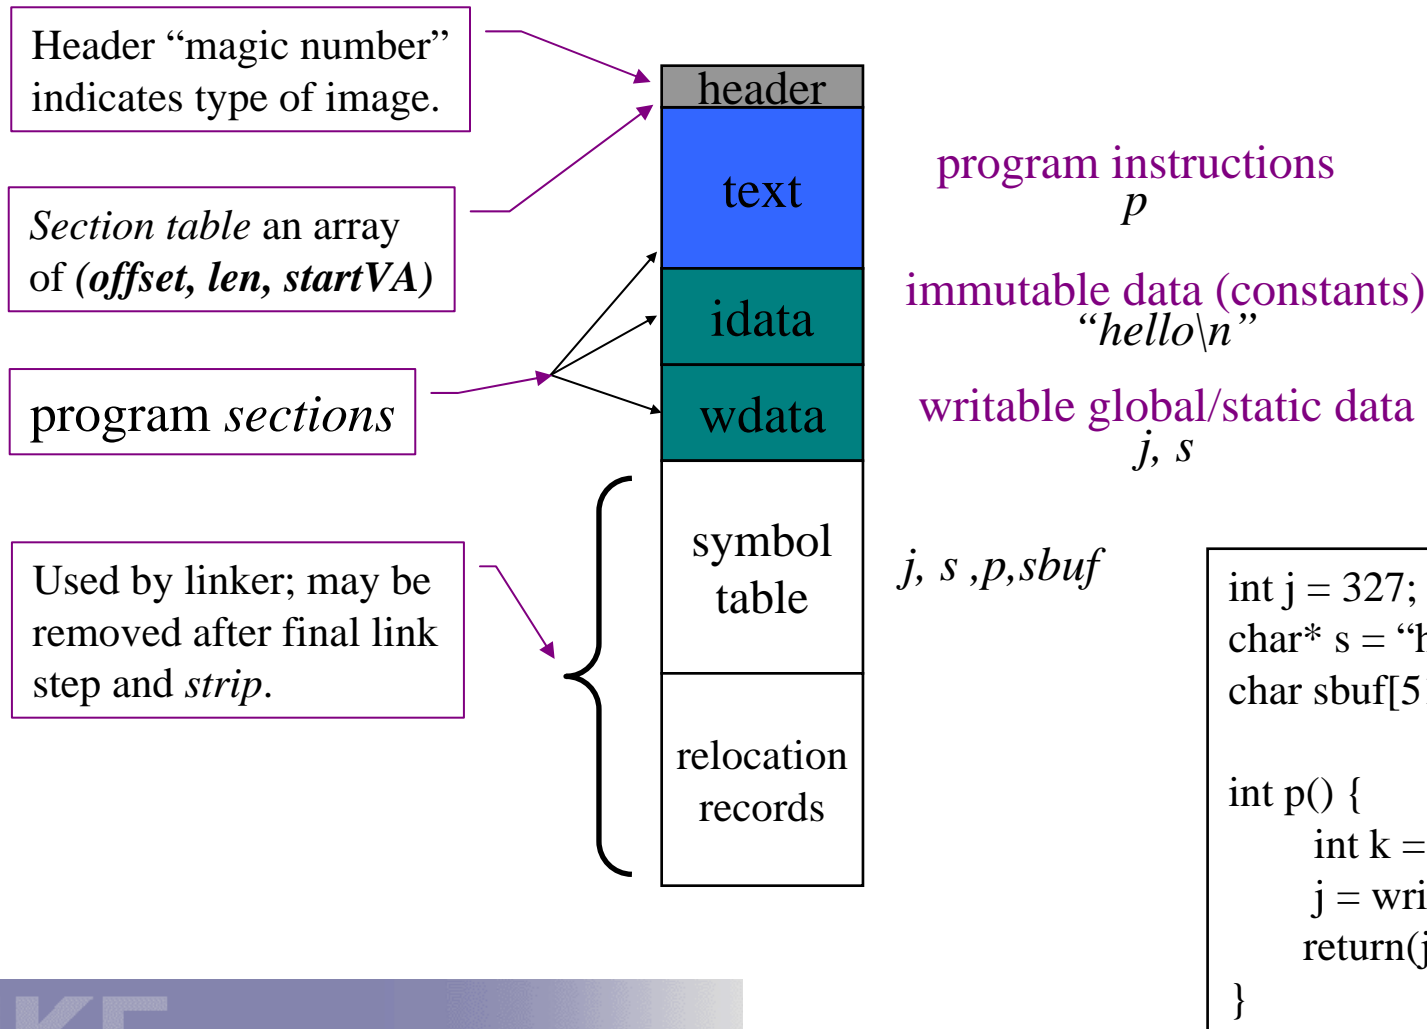 Header “magic number”
indicates type of image.
Section table an array
of (offset, len, startVA)
program sections
Used by linker; may be
removed after final link
step and strip.
header
text
idata
wdata
symbol
table
relocation
records
program instructions
p
immutable data (constants)
“hello\n”
writable global/static data
j, s
j, s ,p,sbuf
int j = 327;
char* s = “h
char sbuf[5
int p() {
int k =
j = wri
return(j
}
KE